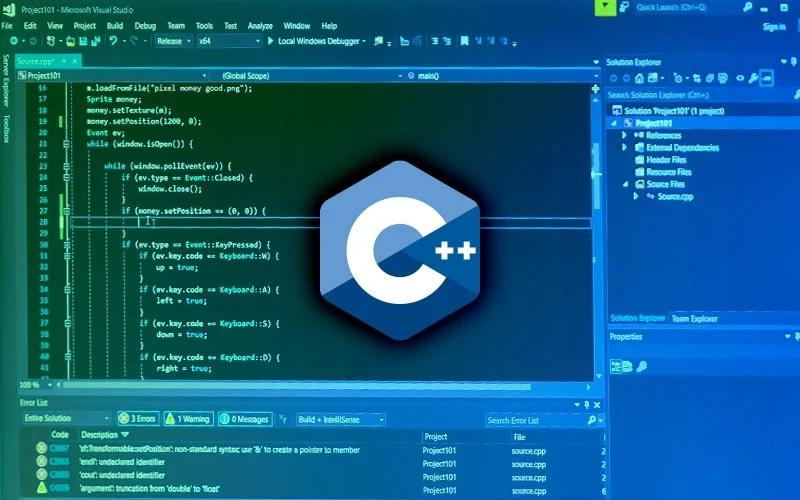 Project101 - Microsoft Visual Studio
Quick Launch (Ctrl+Q)
File Edit View Project Build Debug Team Tools Test Analyze Window Help
Sign in
Release x64 Local Windows Debugger
Source.cpp*
Solution Explorer
Server Explorer
Toolbox
Project101 (Global Scope) main()
Search Solution Explorer (Ctrl+;)
Solution 'Project101' (1 project)
Project101
References
External Dependencies
Header Files
Resource Files
Source Files
Source.cpp
16 m.loadFromFile("pixel money good.png");
17 Sprite money;
18 money.setTexture(m);
19 money.setPosition(1200, 0);
20 Event ev;
21 while (window.isOpen()) {
22
23 while (window.pollEvent(ev)) {
24 if (ev.type == Event::Closed) {
25 window.close();
26 }
27 if (money.setPosition == (0, 0)) {
28
29 }
30 if (ev.type == Event::KeyPressed) {
31 if (ev.key.code == Keyboard::W) {
32 up = true;
33 }
34 if (ev.key.code == Keyboard::A) {
35 left = true;
36 }
37 if (ev.key.code == Keyboard::S) {
38 down = true;
39 }
40 if (ev.key.code == Keyboard::D) {
41 right = true;
C++
100 %
Solution Explorer Team Explorer
Properties
Error List
Entire Solution 3 Errors 1 Warning 0 Messages Build + IntelliSense Search Error List
Code Description Project File
'sf::Transformable::setPosition': non-standard syntax; use '&' to create a pointer to member Project101 source.cpp 2
'endl': undeclared identifier Project101 source.cpp 2
'cout': undeclared identifier Project101 source.cpp 2
'argument': truncation from 'double' to 'float' Project101 source.cpp 6